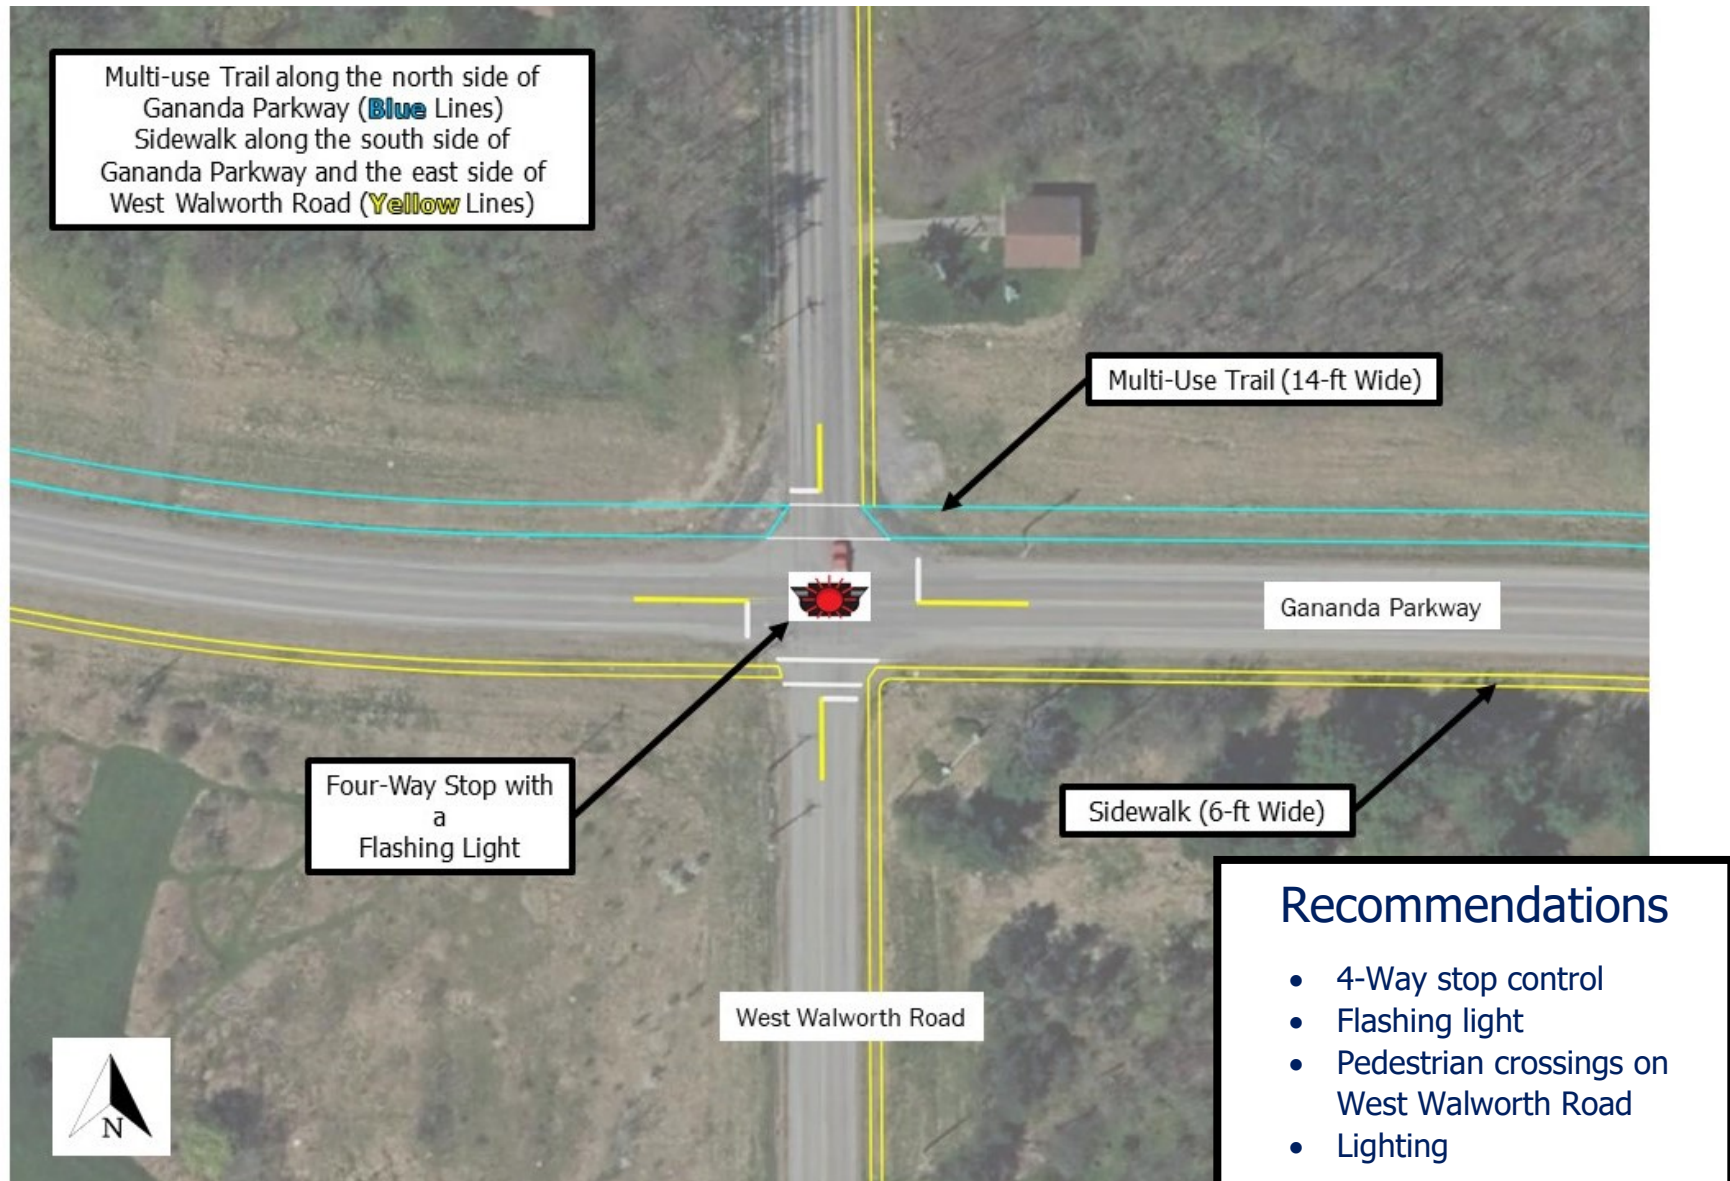 Multi-use Trail along the north side of
Gananda Parkway (Blue Lines)
Sidewalk along the south side of
Gananda Parkway and the east side of
West Walworth Road (Yellow Lines)
Multi-Use Trail (14-ft Wide)
Gananda Parkway
Four-Way Stop with
a
Flashing Light
Sidewalk (6-ft Wide)
West Walworth Road
N
Recommendations
• 4-Way stop control
• Flashing light
• Pedestrian crossings on
West Walworth Road
• Lighting